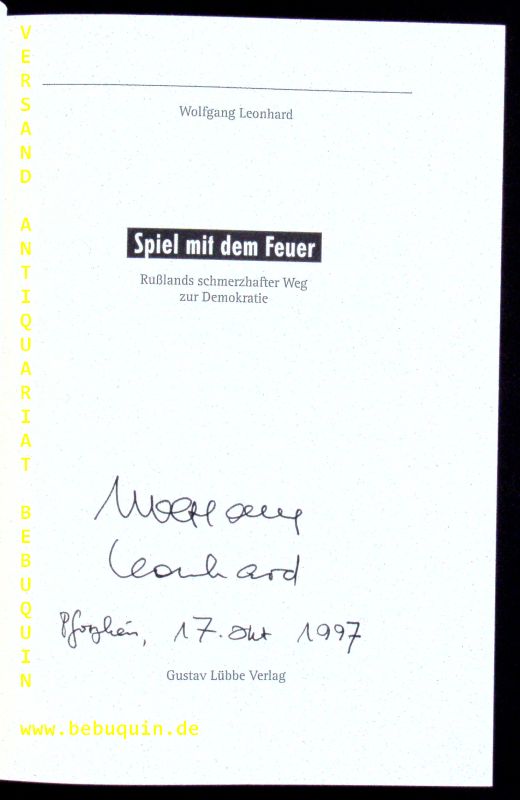 Wolfgang Leonhard
Spiel mit dem Feuer
Rußlands schmerzhafter Weg
zur Demokratie
Wolfgang
Leonhard
Pforzheim, 17. Okt 1997
Gustav Lübbe Verlag
VERSAND ANTIQUARIAT BEBUQUIN
www.bebuquin.de